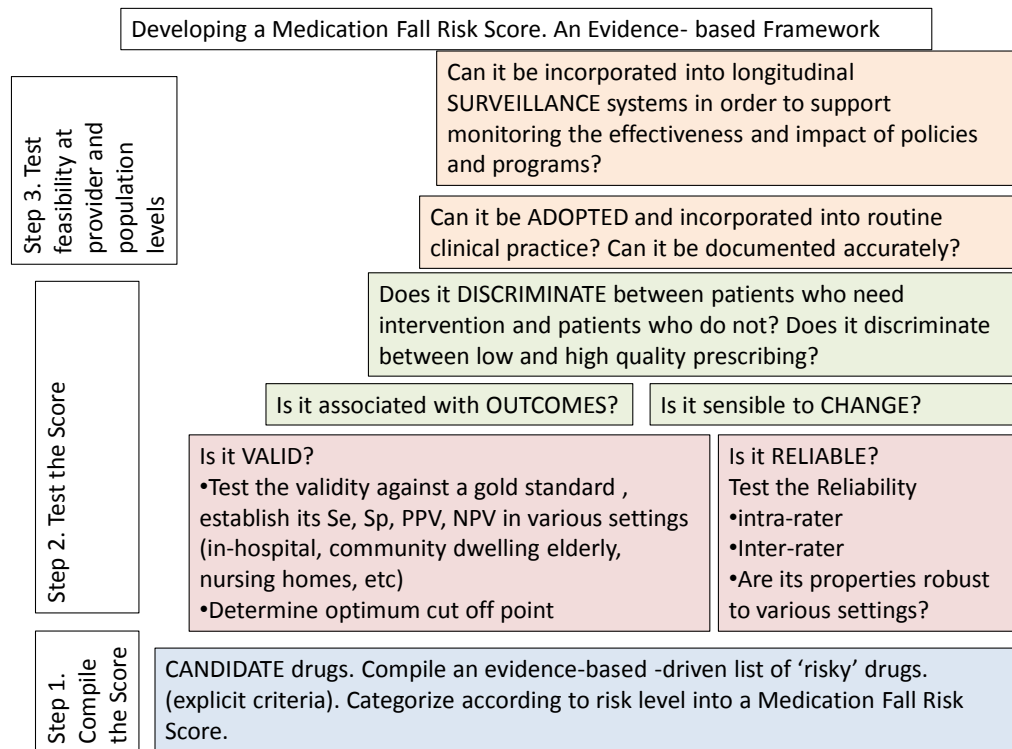 Developing a Medication Fall Risk Score. An Evidence- based Framework
Step 3. Test
feasibility at
provider and
population
levels
Can it be incorporated into longitudinal
SURVEILLANCE systems in order to support
monitoring the effectiveness and impact of policies
and programs?
Can it be ADOPTED and incorporated into routine
clinical practice? Can it be documented accurately?
Step 2. Test the Score
Does it DISCRIMINATE between patients who need
intervention and patients who do not? Does it discriminate
between low and high quality prescribing?
Is it associated with OUTCOMES?
Is it sensible to CHANGE?
Is it VALID?
•Test the validity against a gold standard ,
establish its Se, Sp, PPV, NPV in various settings
(in-hospital, community dwelling elderly,
nursing homes, etc)
•Determine optimum cut off point
Is it RELIABLE?
Test the Reliability
•intra-rater
•Inter-rater
•Are its properties robust
to various settings?
Step 1.
Compile
the Score
CANDIDATE drugs. Compile an evidence-based -driven list of ‘risky’ drugs.
(explicit criteria). Categorize according to risk level into a Medication Fall Risk
Score.